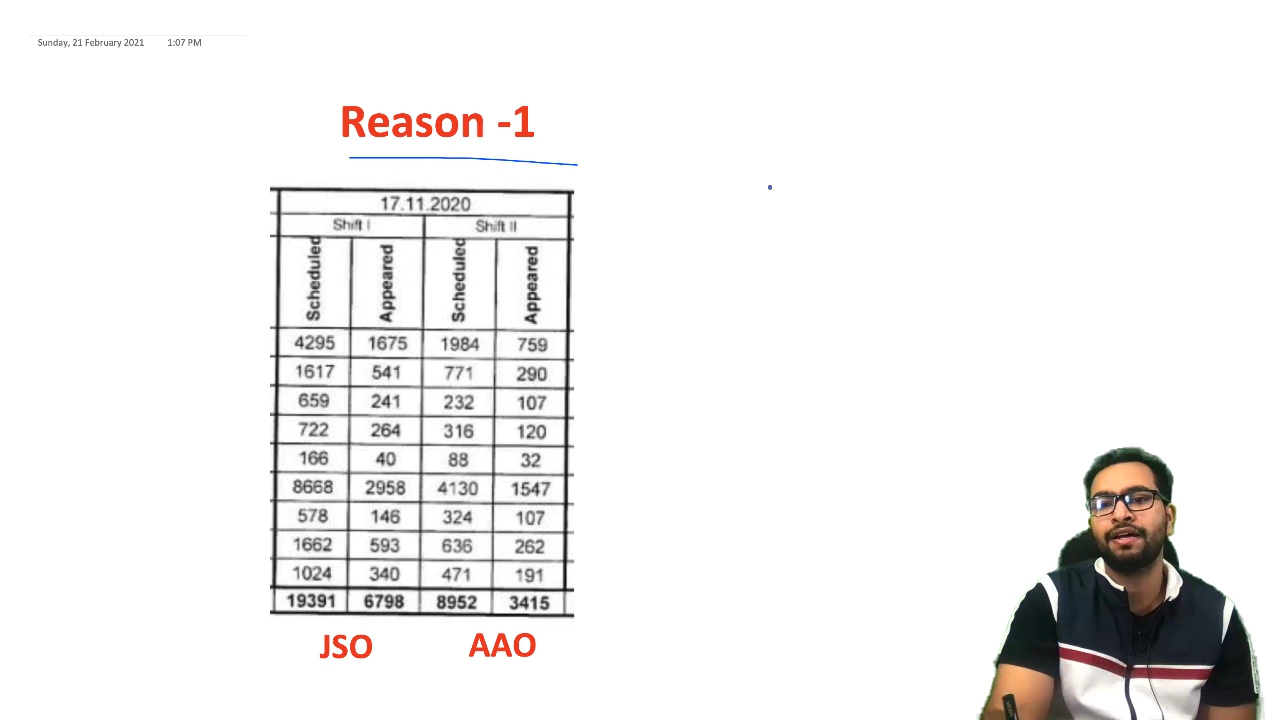 Sunday, 21 February 2021 1:07 PM
Reason -1
17.11.2020
Shift I Shift II
Scheduled Appeared Scheduled Appeared
4295 1675 1984 759
1617 541 771 290
659 241 232 107
722 264 316 120
166 40 88 32
8668 2958 4130 1547
578 146 324 107
1662 593 636 262
1024 340 471 191
19391 6798 8952 3415
JSO AAO